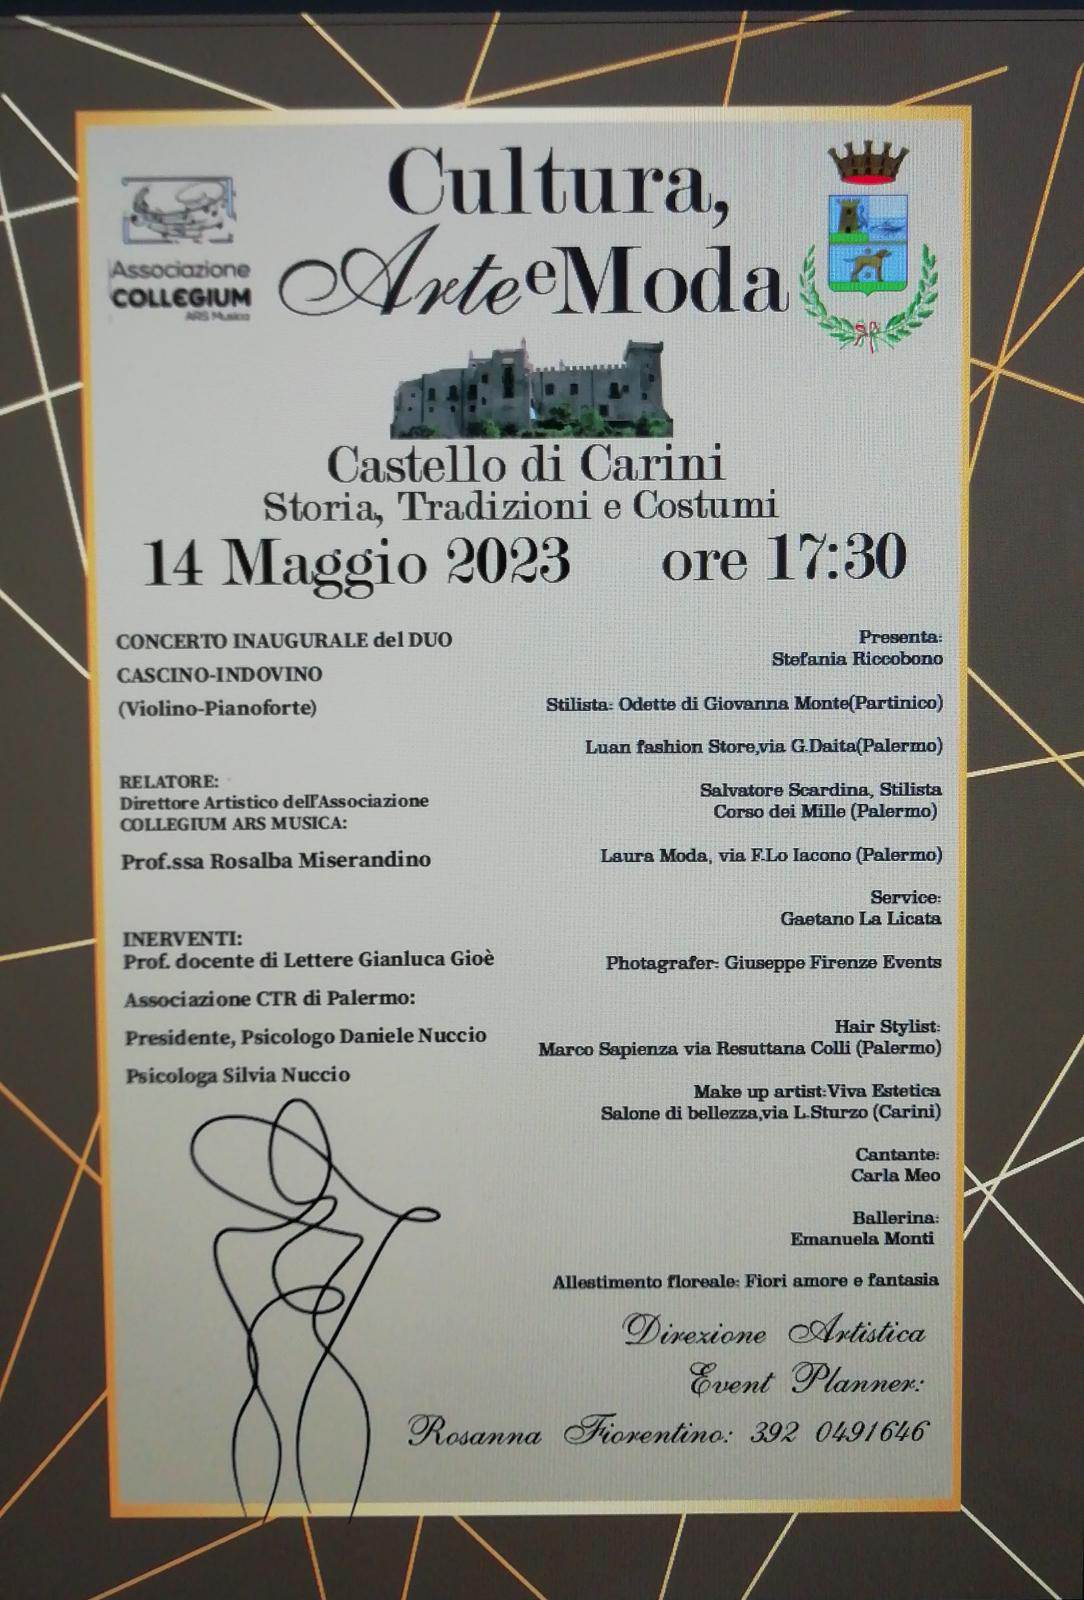 Associazione
COLLEGIUM
ARS Musica
Cultura,
Arte e Moda
Castello di Carini
Storia, Tradizioni e Costumi
14 Maggio 2023 ore 17:30
CONCERTO INAUGURALE del DUO
CASCINO-INDOVINO
(Violino-Pianoforte)
RELATORE:
Direttore Artistico dell'Associazione
COLLEGIUM ARS MUSICA:
Prof.ssa Rosalba Miserandino
INERVENTI:
Prof. docente di Lettere Gianluca Gioè
Associazione CTR di Palermo:
Presidente, Psicologo Daniele Nuccio
Psicologa Silvia Nuccio
Presenta:
Stefania Riccobono
Stilista: Odette di Giovanna Monte(Partinico)
Luan fashion Store,via G.Daita(Palermo)
Salvatore Scardina, Stilista
Corso dei Mille (Palermo)
Laura Moda, via F.Lo Iacono (Palermo)
Service:
Gaetano La Licata
Photagrafer: Giuseppe Firenze Events
Hair Stylist:
Marco Sapienza via Resuttana Colli (Palermo)
Make up artist:Viva Estetica
Salone di bellezza,via L.Sturzo (Carini)
Cantante:
Carla Meo
Ballerina:
Emanuela Monti
Allestimento floreale: Fiori amore e fantasia
Direzione Artistica
Event Planner:
Rosanna Fiorentino: 392 0491646